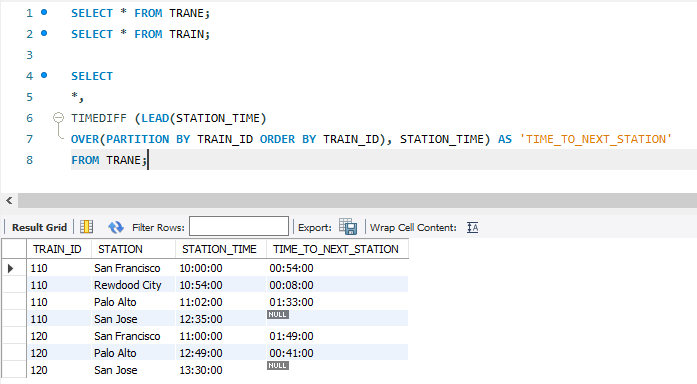 1 SELECT * FROM TRANE;
2 SELECT * FROM TRAIN;
3
4 SELECT
5 *,
6 TIMEDIFF (LEAD(STATION_TIME)
7 OVER(PARTITION BY TRAIN_ID ORDER BY TRAIN_ID), STATION_TIME) AS 'TIME_TO_NEXT_STATION'
8 FROM TRANE;
Result Grid Filter Rows: Export: Wrap Cell Content: IA
TRAIN_ID STATION STATION_TIME TIME_TO_NEXT_STATION
110 San Francisco 10:00:00 00:54:00
110 Rewdood City 10:54:00 00:08:00
110 Palo Alto 11:02:00 01:33:00
110 San Jose 12:35:00 NULL
120 San Francisco 11:00:00 01:49:00
120 Palo Alto 12:49:00 00:41:00
120 San Jose 13:30:00 NULL